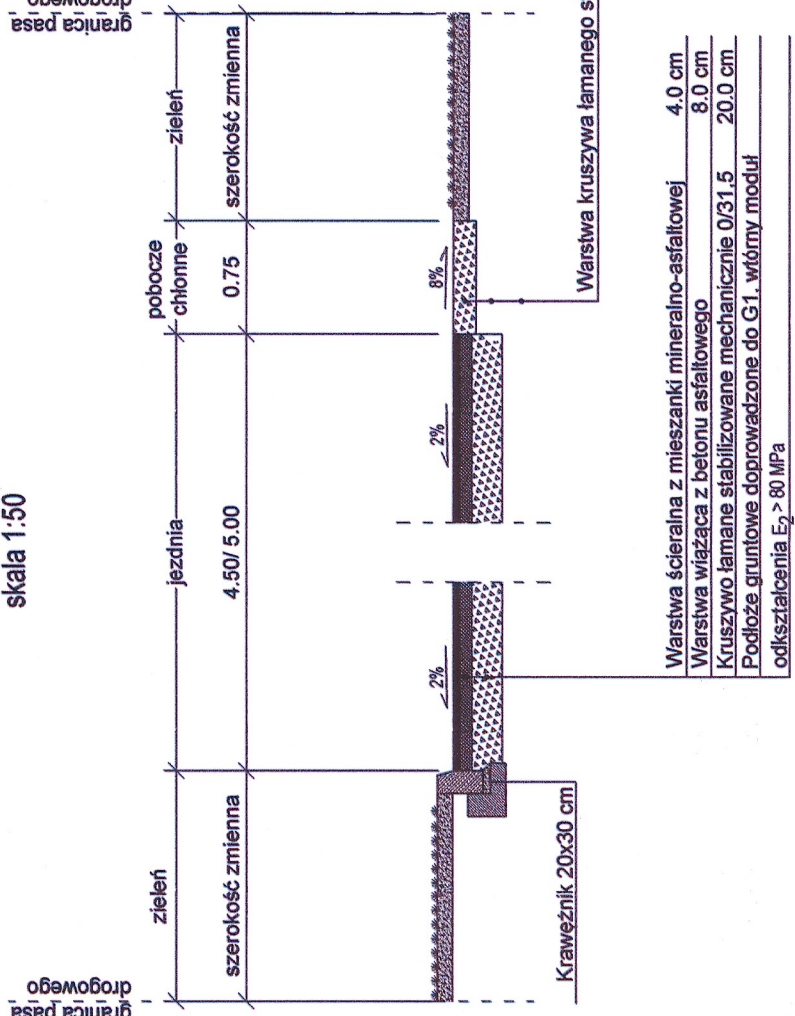 skala 1:50
granica pasa
drogowego
zieleń
jezdnia
pobocze
chłonne
zieleń
granica pasa
drogowego
szerokość zmienna
4.50/ 5.00
0.75
szerokość zmienna
2%
2%
8%
Krawężnik 20x30 cm
Warstwa kruszywa łamanego s
Warstwa ścieralna z mieszanki mineralno-asfaltowej 4.0 cm
Warstwa wiążąca z betonu asfaltowego 8.0 cm
Kruszywo łamane stabilizowane mechanicznie 0/31,5 20.0 cm
Podłoże gruntowe doprowadzone do G1, wtórny moduł
odkształcenia E₂ > 80 MPa